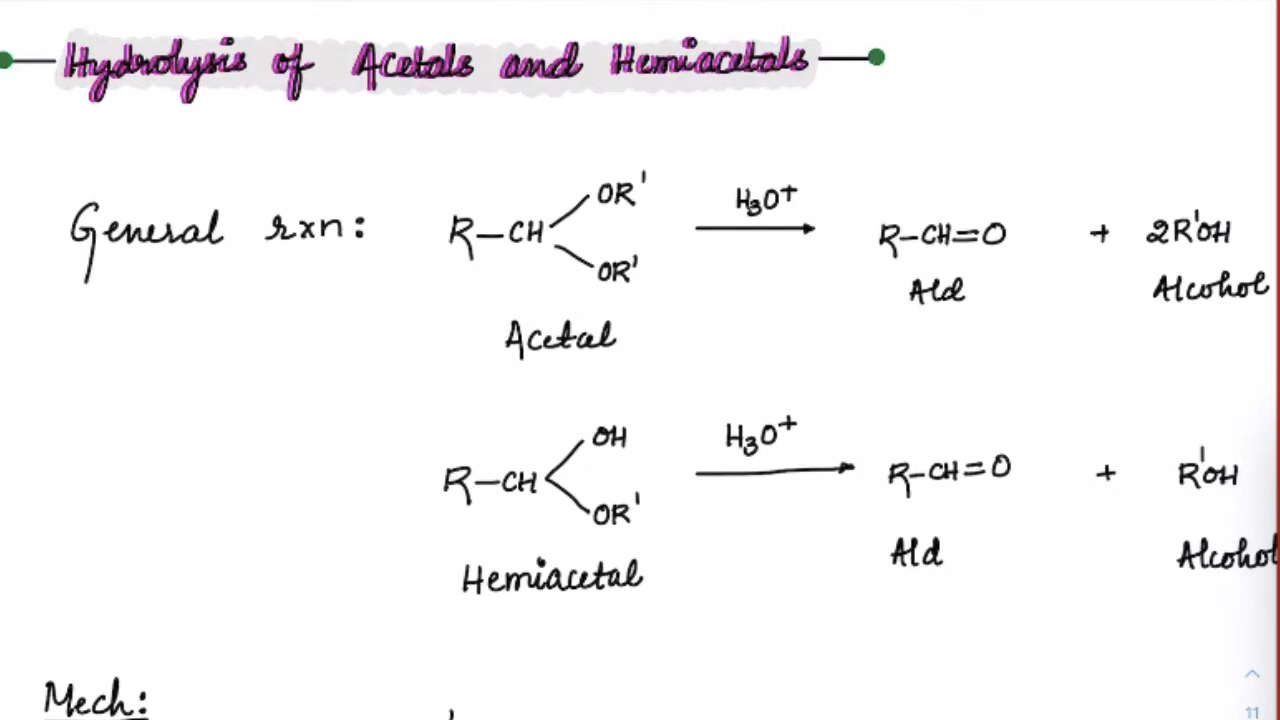 Hydrolysis of Acetals and Hemiacetals
General rxn: R-CH OR' OR' H3O+ R-CH=O + 2R'OH
Ald Alcohol
Acetal
R-CH OH OR' H3O+ R-CH=O + R'OH
Ald Alcohol
Hemiacetal
Mech:
11